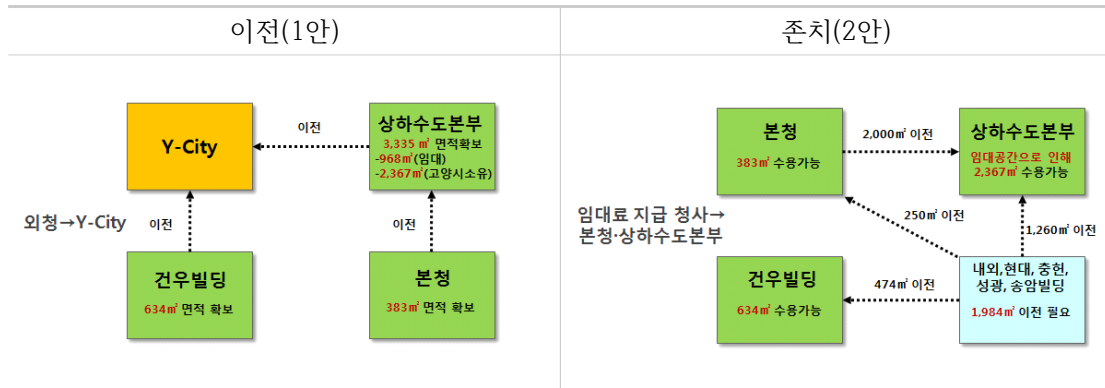 이전(1안)
존치(2안)
Y-City
이전
상하수도본부
3,335 ㎡ 면적확보
-968㎡(임대)
-2,367㎡(고양시소유)
외청→Y-City
이전
이전
건우빌딩
634㎡ 면적 확보
본청
383㎡ 면적 확보
본청
383㎡ 수용가능
2,000㎡ 이전
상하수도본부
임대공간으로 인해
2,367㎡ 수용가능
임대료 지급 청사→
본청·상하수도본부
250㎡ 이전
1,260㎡ 이전
건우빌딩
634㎡ 수용가능
474㎡ 이전
내외,현대, 충헌,
성광, 송암빌딩
1,984㎡ 이전 필요